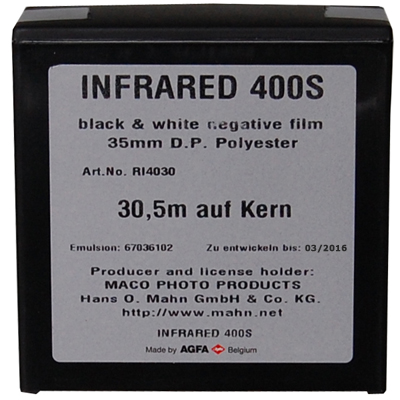 INFRARED 400S
black & white negative film
35mm D.P. Polyester
Art.No. RI4030
30,5m auf Kern
Emulsion: 67036102 Zu entwickeln bis: 03/2016
Producer and license holder:
MACO PHOTO PRODUCTS
Hans O. Mahn GmbH & Co. KG.
http://www.mahn.net
INFRARED 400S
Made by AGFA Belgium